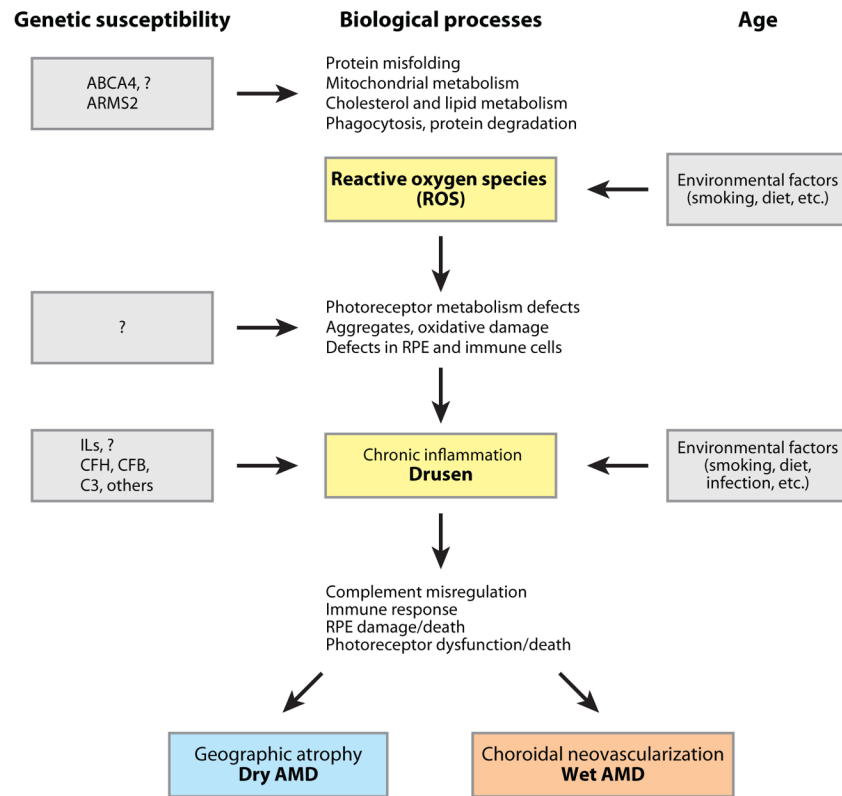 Genetic susceptibility
Biological processes
Age
ABCA4, ?
ARMS2
Protein misfolding
Mitochondrial metabolism
Cholesterol and lipid metabolism
Phagocytosis, protein degradation
Reactive oxygen species
(ROS)
Environmental factors
(smoking, diet, etc.)
?
Photoreceptor metabolism defects
Aggregates, oxidative damage
Defects in RPE and immune cells
ILs, ?
CFH, CFB,
C3, others
Chronic inflammation
Drusen
Environmental factors
(smoking, diet,
infection, etc.)
Complement misregulation
Immune response
RPE damage/death
Photoreceptor dysfunction/death
Geographic atrophy
Dry AMD
Choroidal neovascularization
Wet AMD